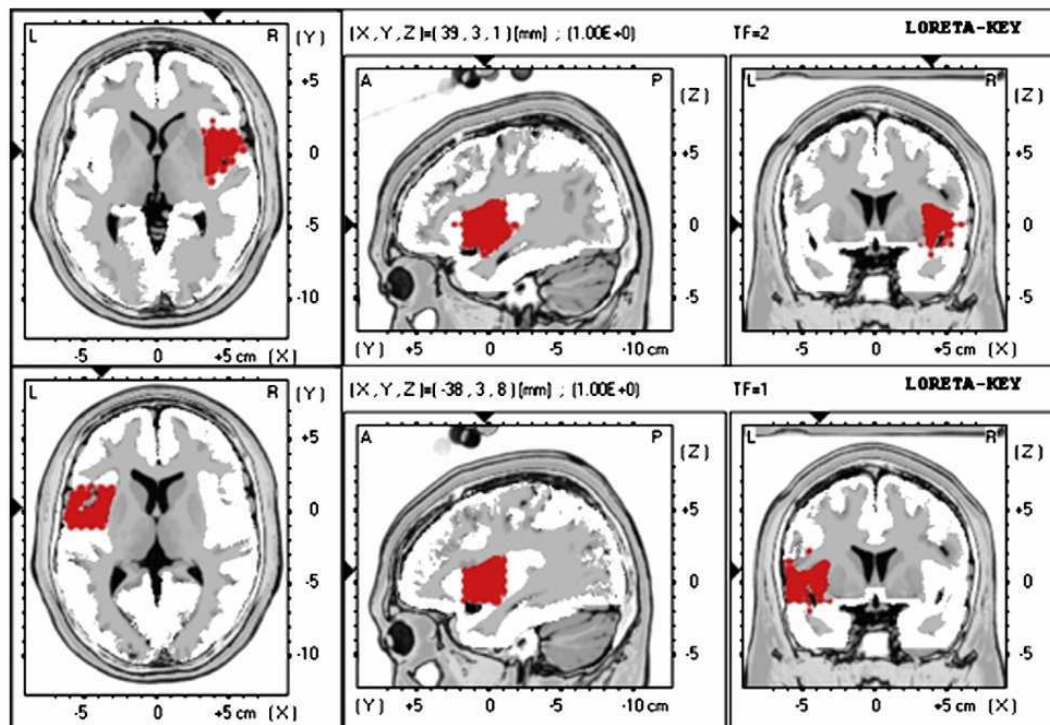 L R (Y)
+5
0
-5
-10
-5 0 +5 cm (X)
(X, Y, Z)=( 39 , 3 , 1 ) [mm] ; (1.00E+0) TF=2 LORETA-KEY
A P (Z)
+5
0
-5
(Y) +5 0 -5 -10 cm
L R (Z)
+5
0
-5
-5 0 +5 cm (X)
L R (Y)
+5
0
-5
-10
-5 0 +5 cm (X)
(X, Y, Z)=( -38 , 3 , 8 ) [mm] ; (1.00E+0) TF=1 LORETA-KEY
A P (Z)
+5
0
-5
(Y) +5 0 -5 -10 cm
L R (Z)
+5
0
-5
-5 0 +5 cm (X)